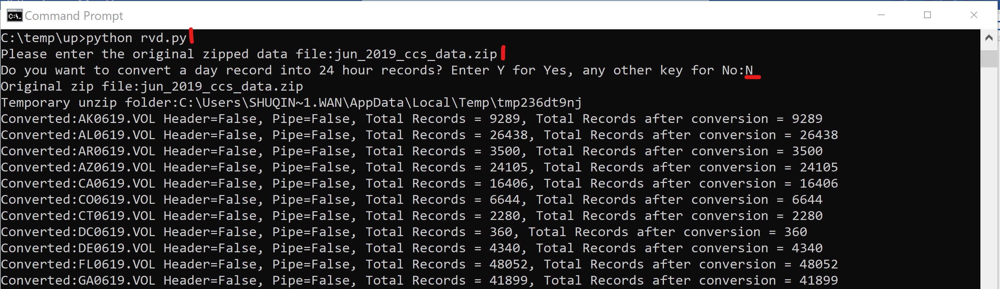 Command Prompt
C:\temp\up>python rvd.py
Please enter the original zipped data file:jun_2019_ccs_data.zip
Do you want to convert a day record into 24 hour records? Enter Y for Yes, any other key for No:N
Original zip file:jun_2019_ccs_data.zip
Temporary unzip folder:C:\Users\SHUQIN~1.WAN\AppData\Local\Temp\tmp236dt9nj
Converted:AK0619.VOL Header=False, Pipe=False, Total Records = 9289, Total Records after conversion = 9289
Converted:AL0619.VOL Header=False, Pipe=False, Total Records = 26438, Total Records after conversion = 26438
Converted:AR0619.VOL Header=False, Pipe=False, Total Records = 3500, Total Records after conversion = 3500
Converted:AZ0619.VOL Header=False, Pipe=False, Total Records = 24105, Total Records after conversion = 24105
Converted:CA0619.VOL Header=False, Pipe=False, Total Records = 16406, Total Records after conversion = 16406
Converted:CO0619.VOL Header=False, Pipe=False, Total Records = 6644, Total Records after conversion = 6644
Converted:CT0619.VOL Header=False, Pipe=False, Total Records = 2280, Total Records after conversion = 2280
Converted:DC0619.VOL Header=False, Pipe=False, Total Records = 360, Total Records after conversion = 360
Converted:DE0619.VOL Header=False, Pipe=False, Total Records = 4340, Total Records after conversion = 4340
Converted:FL0619.VOL Header=False, Pipe=False, Total Records = 48052, Total Records after conversion = 48052
Converted:GA0619.VOL Header=False, Pipe=False, Total Records = 41899, Total Records after conversion = 41899